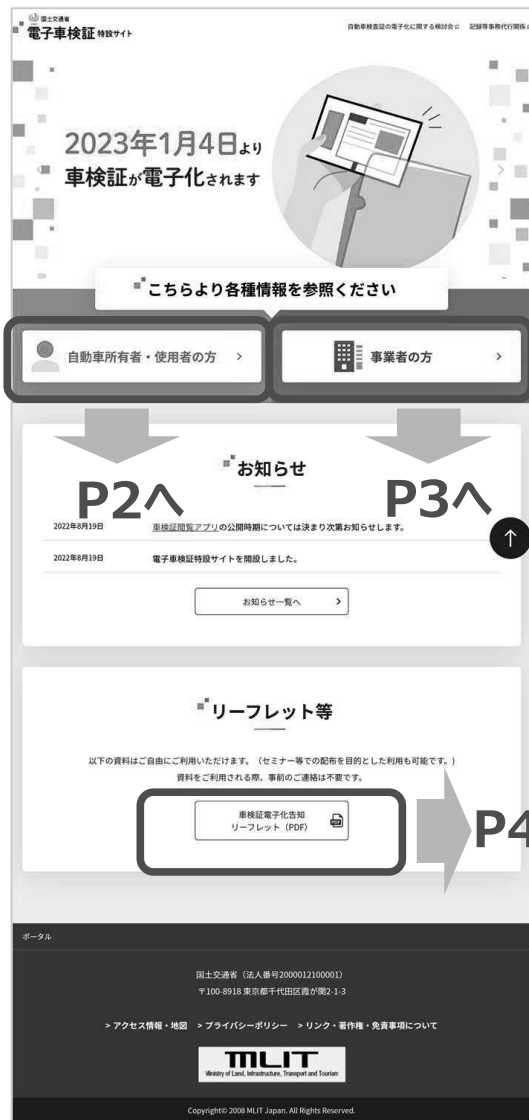 国土交通省
電子車検証 特設サイト
自動車検査証の電子化に関する検討会
記録等事務代行関係
2023年1月4日より
車検証が電子化されます
こちらより各種情報を参照ください
自動車所有者・使用者の方
事業者の方
P2へ
P3へ
お知らせ
2022年8月19日 車検証閲覧アプリの公開時期については決まり次第お知らせします。
2022年8月19日 電子車検証特設サイトを開設しました。
お知らせ一覧へ
リーフレット等
以下の資料はご自由にご利用いただけます。(セミナー等での配布を目的とした利用も可能です。)
資料をご利用される際、事前のご連絡は不要です。
車検証電子化告知
リーフレット(PDF)
P4
ポータル
国土交通省(法人番号2000012100001)
〒100-8918 東京都千代田区霞が関2-1-3
> アクセス情報・地図 > プライバシーポリシー > リンク・著作権・免責事項について
MLIT
Ministry of Land, Infrastructure, Transport and Tourism
Copyright© 2008 MLIT Japan. All Rights Reserved.